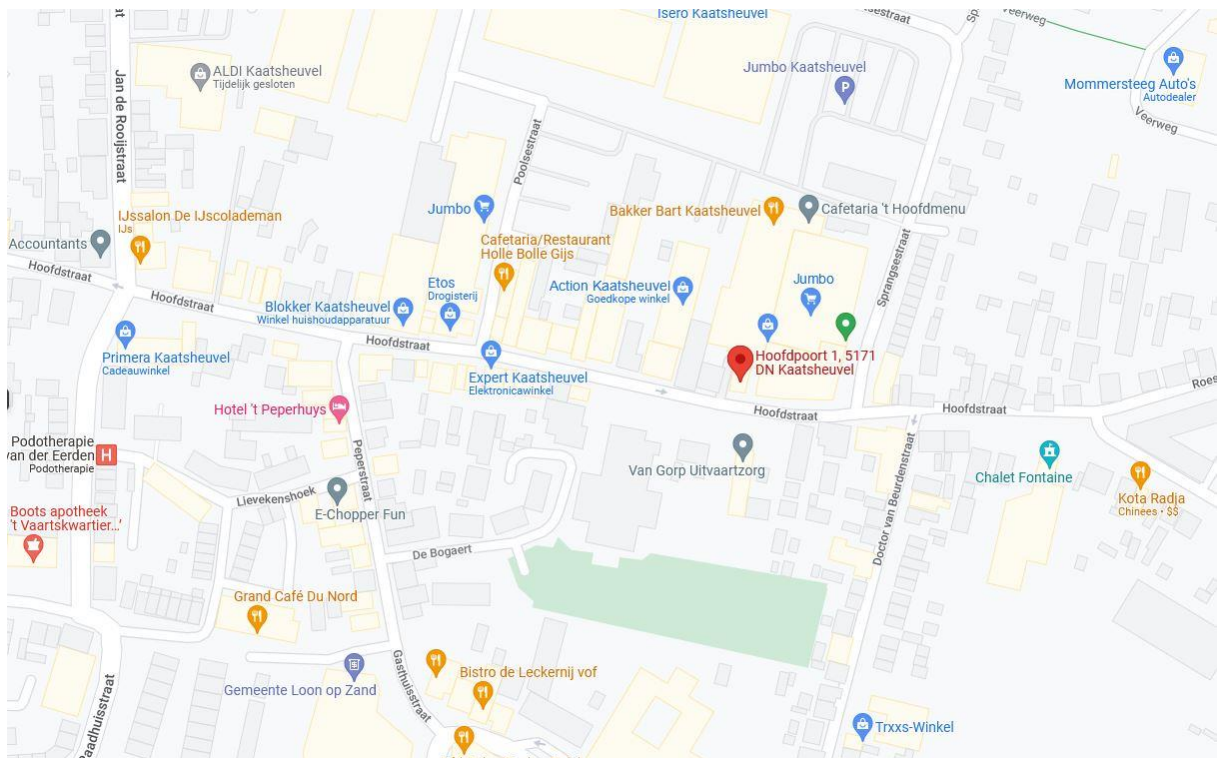 Isero Kaatsheuvel
Veerweg
ALDI Kaatsheuvel
Tijdelijk gesloten
Jumbo Kaatsheuvel
Mommersteeg Auto's
Autodealer
Veerweg
Jan de Rooijstraat
Poolsestraat
Jumbo
Bakker Bart Kaatsheuvel
Cafetaria 't Hoofdmenu
IJssalon De IJscolademan
IJs
Accountants
Cafetaria/Restaurant
Holle Bolle Gijs
Sprangsestraat
Hoofdstraat
Hoofdstraat
Etos
Drogisterij
Action Kaatsheuvel
Goedkope winkel
Jumbo
Blokker Kaatsheuvel
Winkel huishoudapparatuur
Hoofdstraat
Primera Kaatsheuvel
Cadeauwinkel
Expert Kaatsheuvel
Elektronicawinkel
Hoofdpoort 1, 5171
DN Kaatsheuvel
Hotel 't Peperhuys
Hoofdstraat
Hoofdstraat
Roes
Podotherapie
van der Eerden
Podotherapie
H
Peperstraat
Van Gorp Uitvaartzorg
Doctor van Beurdenstraat
Chalet Fontaine
Kota Radja
Chinees • $$
Lievekenshoek
E-Chopper Fun
Boots apotheek
't Vaartskwartier...'
De Bogaert
Grand Café Du Nord
Gasthuisstraat
Bistro de Leckernij vof
Gemeente Loon op Zand
Raadhuisstraat
Trxxs-Winkel
P